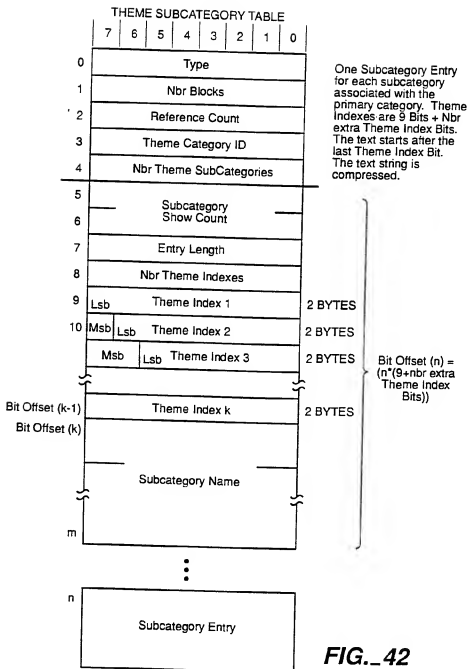 THEME SUBCATEGORY TABLE
7 6 5 4 3 2 1 0
0 Type
1 Nbr Blocks
2 Reference Count
3 Theme Category ID
4 Nbr Theme SubCategories
5 Subcategory
6 Show Count
7 Entry Length
8 Nbr Theme Indexes
9 Lsb Theme Index 1 2 BYTES
10 Msb Lsb Theme Index 2 2 BYTES
Msb Lsb Theme Index 3 2 BYTES
Bit Offset (k-1) Theme Index k 2 BYTES
Bit Offset (k)
Subcategory Name
m
n
Subcategory Entry
One Subcategory Entry
for each subcategory
associated with the
primary category. Theme
Indexes are 9 Bits + Nbr
extra Theme Index Bits.
The text starts after the
last Theme Index Bit.
The text string is
compressed.
Bit Offset (n) =
(n*(9+nbr extra
Theme Index
Bits))
FIG._42